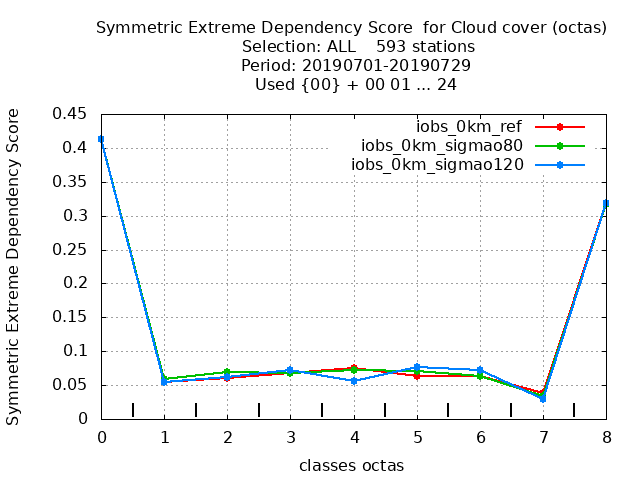 Symmetric Extreme Dependency Score  for Cloud cover (octas)
Selection: ALL    593 stations
Period: 20190701-20190729
Used {00} + 00 01 ... 24
iobs_0km_ref
iobs_0km_sigmao80
iobs_0km_sigmao120
Symmetric Extreme Dependency Score
0.45
0.4
0.35
0.3
0.25
0.2
0.15
0.1
0.05
0
0 1 2 3 4 5 6 7 8
classes octas